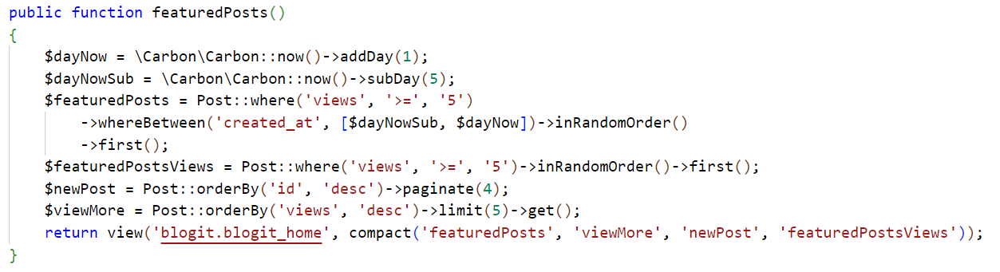 public function featuredPosts()
{
    $dayNow = \Carbon\Carbon::now()->addDay(1);
    $dayNowSub = \Carbon\Carbon::now()->subDay(5);
    $featuredPosts = Post::where('views', '>=', '5')
        ->whereBetween('created_at', [$dayNowSub, $dayNow])->inRandomOrder()
        ->first();
    $featuredPostsViews = Post::where('views', '>=', '5')->inRandomOrder()->first();
    $newPost = Post::orderBy('id', 'desc')->paginate(4);
    $viewMore = Post::orderBy('views', 'desc')->limit(5)->get();
    return view('blogit.blogit_home', compact('featuredPosts', 'viewMore', 'newPost', 'featuredPostsViews'));
}